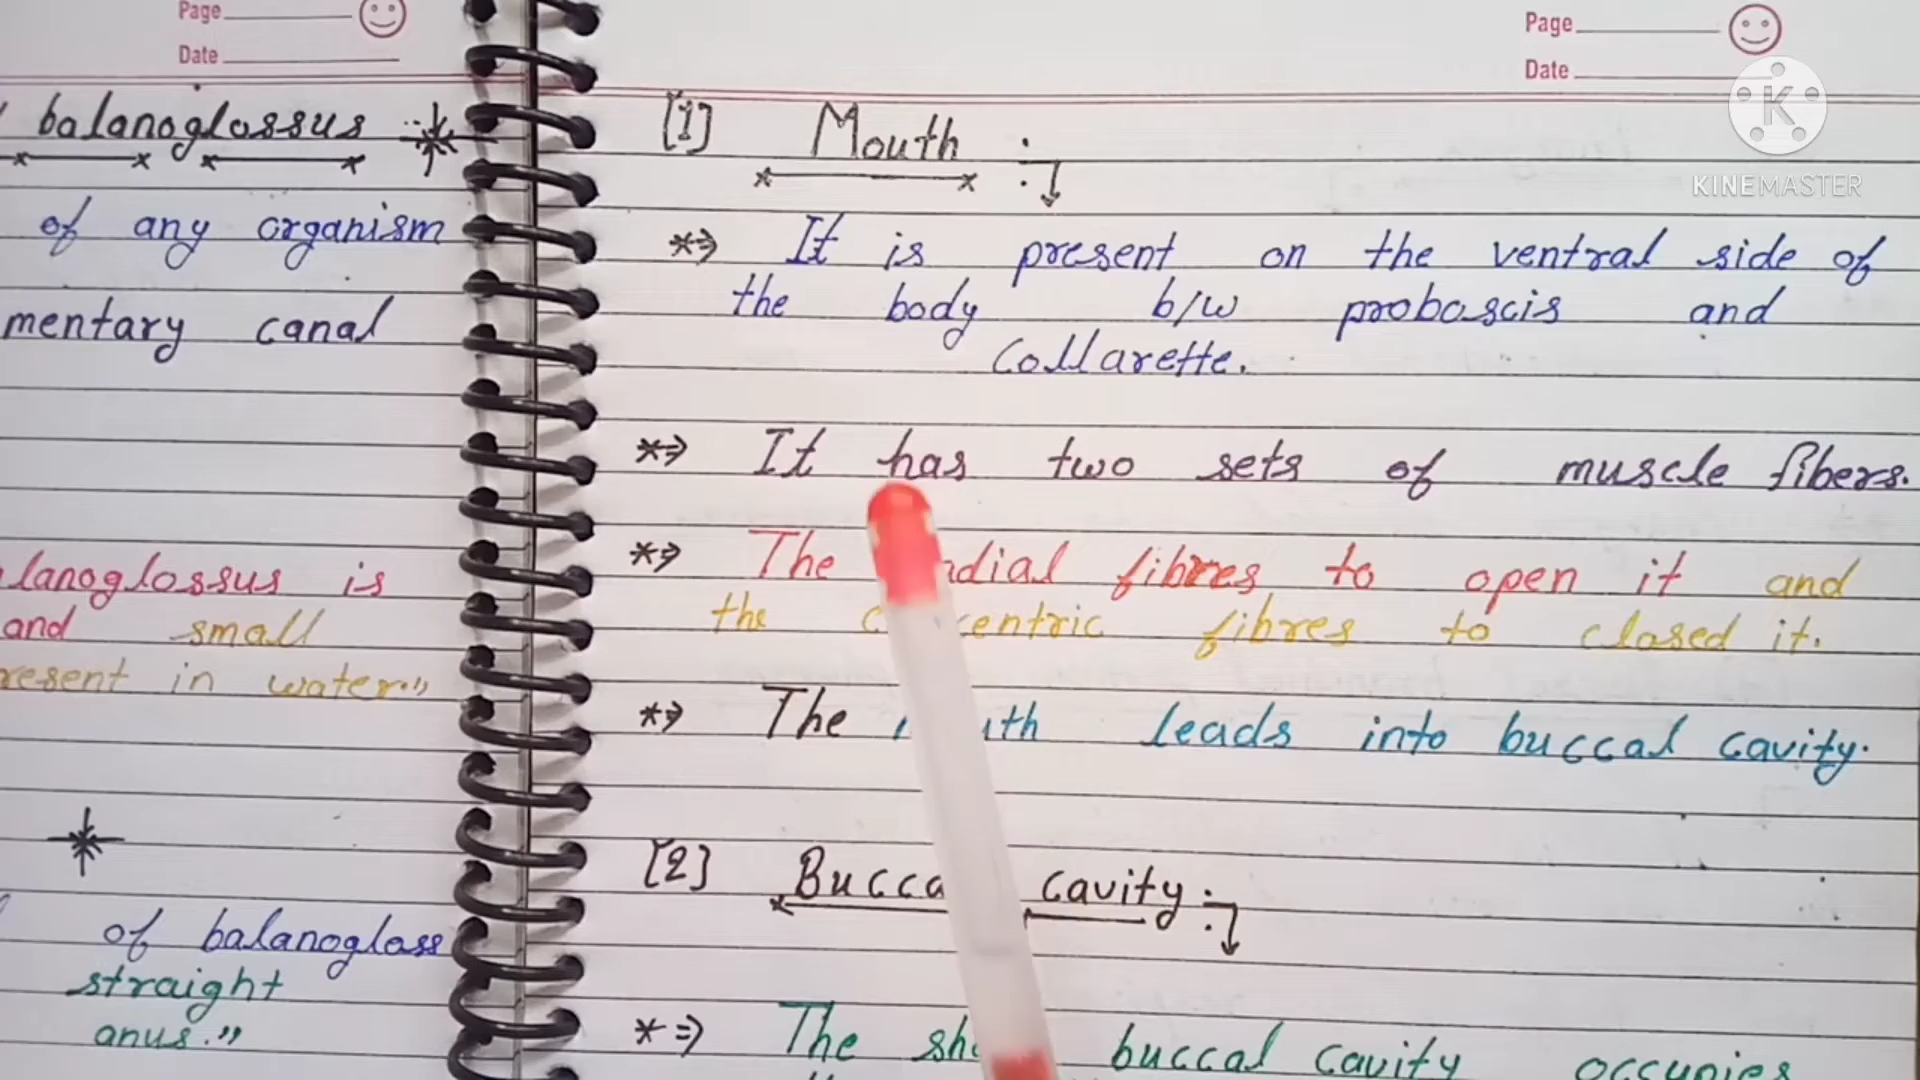 Page
Date
balanoglossus
of any organism
mentary canal
lanoglossus is
and small
resent in water."
of balanogloss
straight
anus."
Page
Date
KINEMASTER
[1] Mouth :
*⇒ It is present on the ventral side of
the body b/w proboscis and
Collarette.
*⇒ It has two sets of muscle fibers.
*⇒ The fibres to open it and
the fibres to closed it.
*⇒ The leads into buccal cavity.
[2] cavity :
*⇒ The buccal cavity occupies